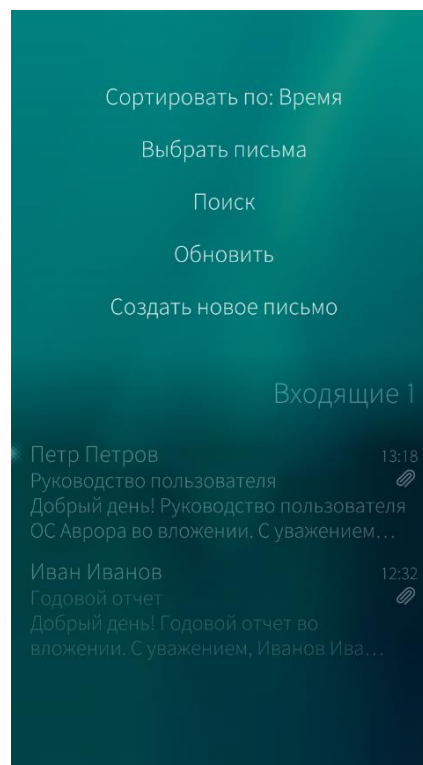 Сортировать по: Время
Выбрать письма
Поиск
Обновить
Создать новое письмо
Входящие 1
Петр Петров 13:18
Руководство пользователя
Добрый день! Руководство пользователя
ОС Аврора во вложении. С уважением...
Иван Иванов 12:32
Годовой отчет
Добрый день! Годовой отчет во
вложении. С уважением, Иванов Ива...